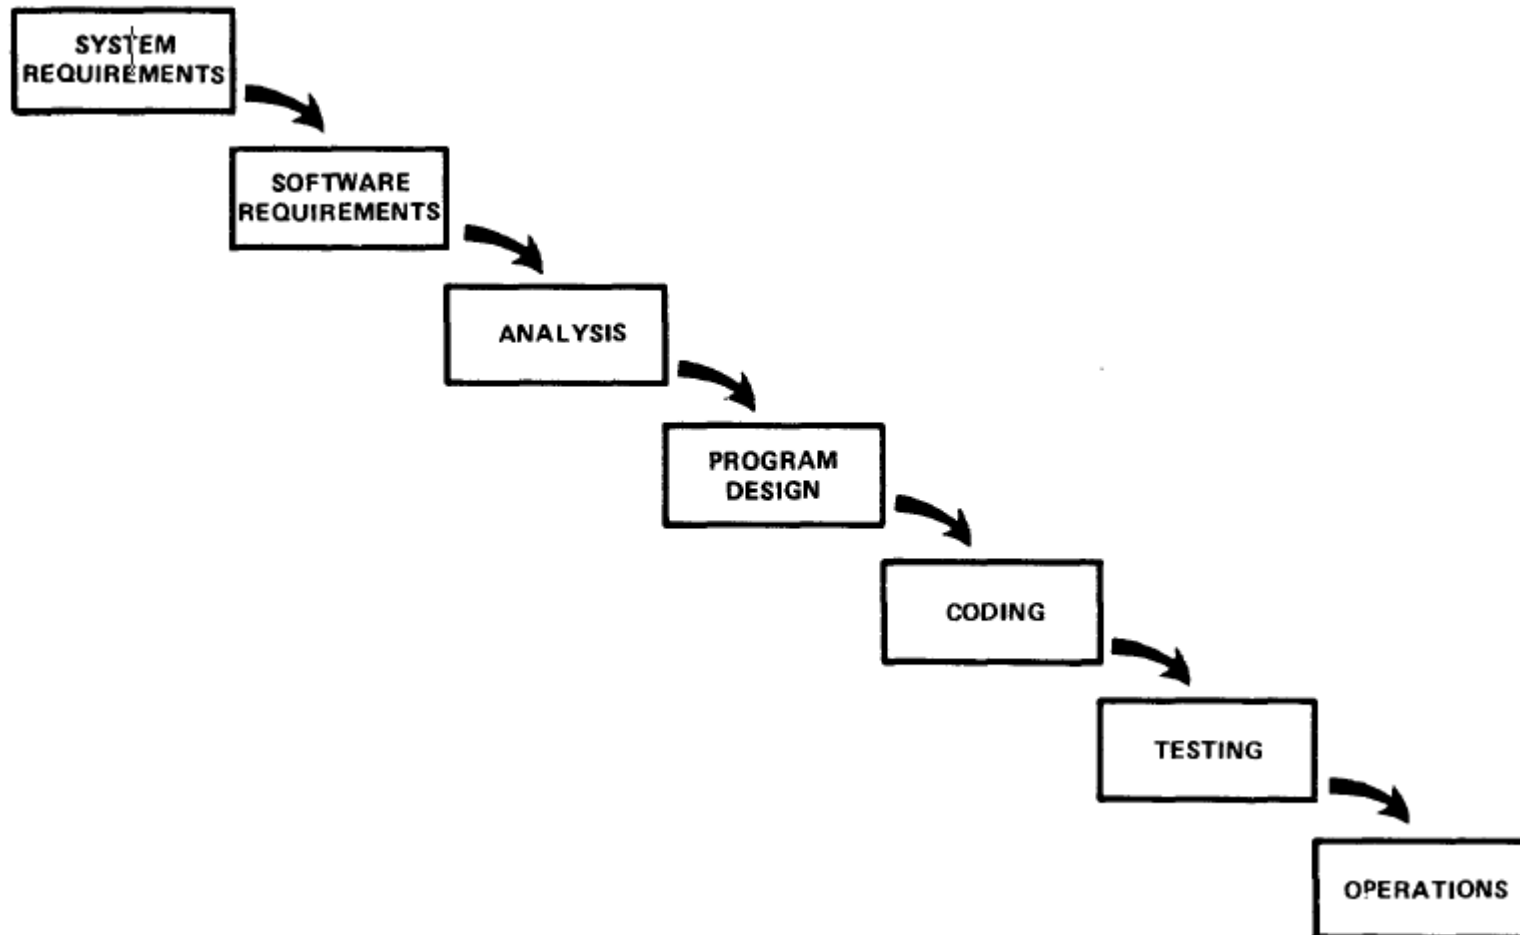 SYSTEM
REQUIREMENTS
SOFTWARE
REQUIREMENTS
ANALYSIS
PROGRAM
DESIGN
CODING
TESTING
OPERATIONS